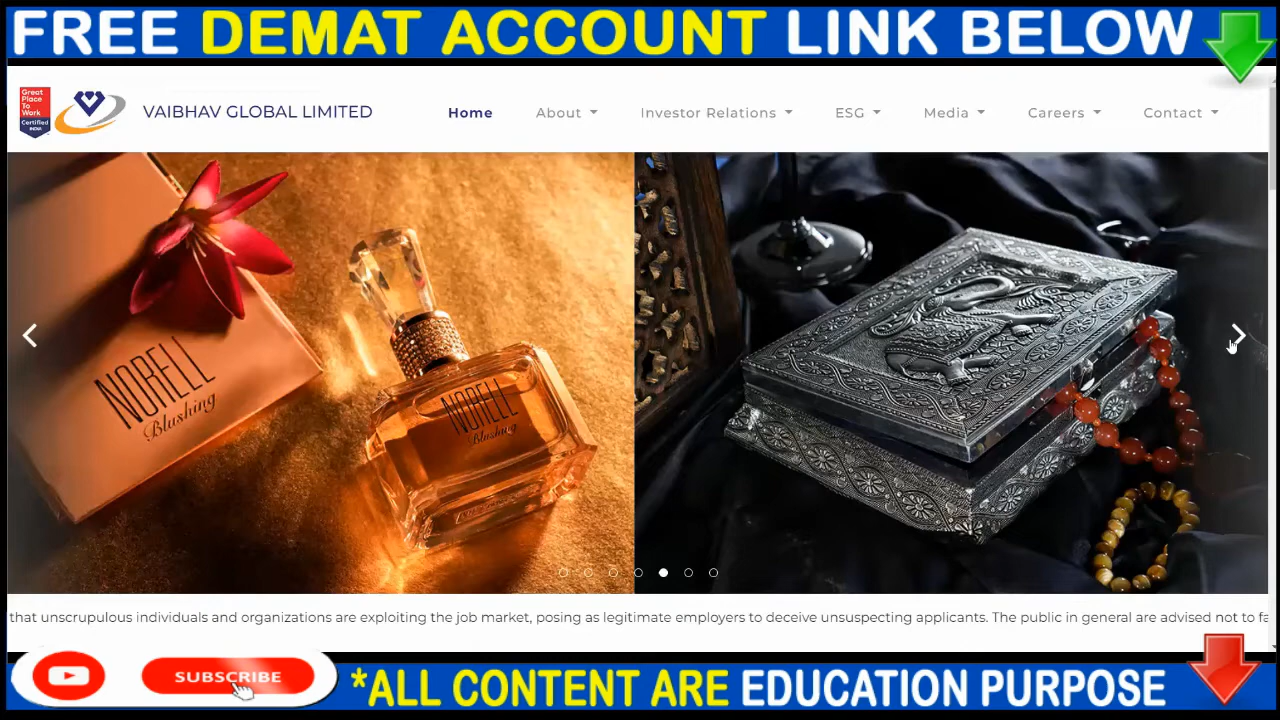 FREE DEMAT ACCOUNT LINK BELOW
Great
Place
To
Work
Certified
INDIA
VAIBHAV GLOBAL LIMITED
Home About Investor Relations ESG Media Careers Contact
NORELL
Blushing
NORELL
Blushing
that unscrupulous individuals and organizations are exploiting the job market, posing as legitimate employers to deceive unsuspecting applicants. The public in general are advised not to fa
SUBSCRIBE
*ALL CONTENT ARE EDUCATION PURPOSE